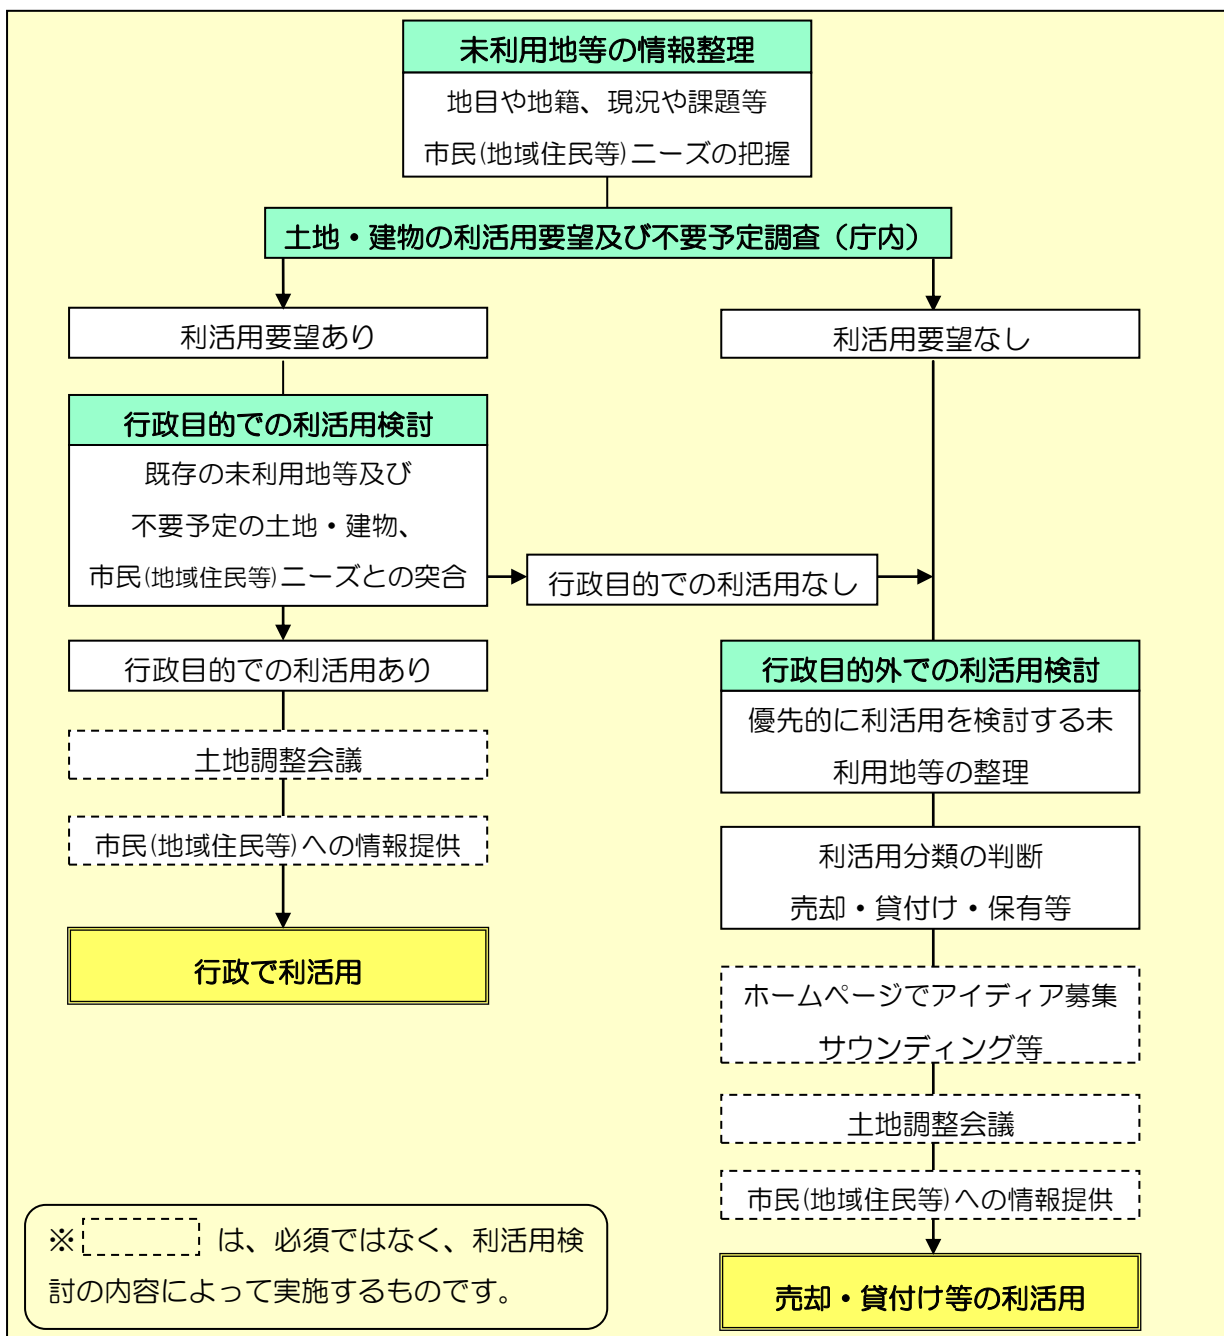 未利用地等の情報整理
地目や地籍、現況や課題等
市民(地域住民等)ニーズの把握
土地・建物の利活用要望及び不要予定調査（庁内）
利活用要望あり
利活用要望なし
行政目的での利活用検討
既存の未利用地等及び
不要予定の土地・建物、
市民(地域住民等)ニーズとの突合
行政目的での利活用なし
行政目的での利活用あり
土地調整会議
市民(地域住民等)への情報提供
行政で利活用
行政目的外での利活用検討
優先的に利活用を検討する未
利用地等の整理
利活用分類の判断
売却・貸付け・保有等
ホームページでアイディア募集
サウンディング等
土地調整会議
市民(地域住民等)への情報提供
売却・貸付け等の利活用
※ は、必須ではなく、利活用検
討の内容によって実施するものです。